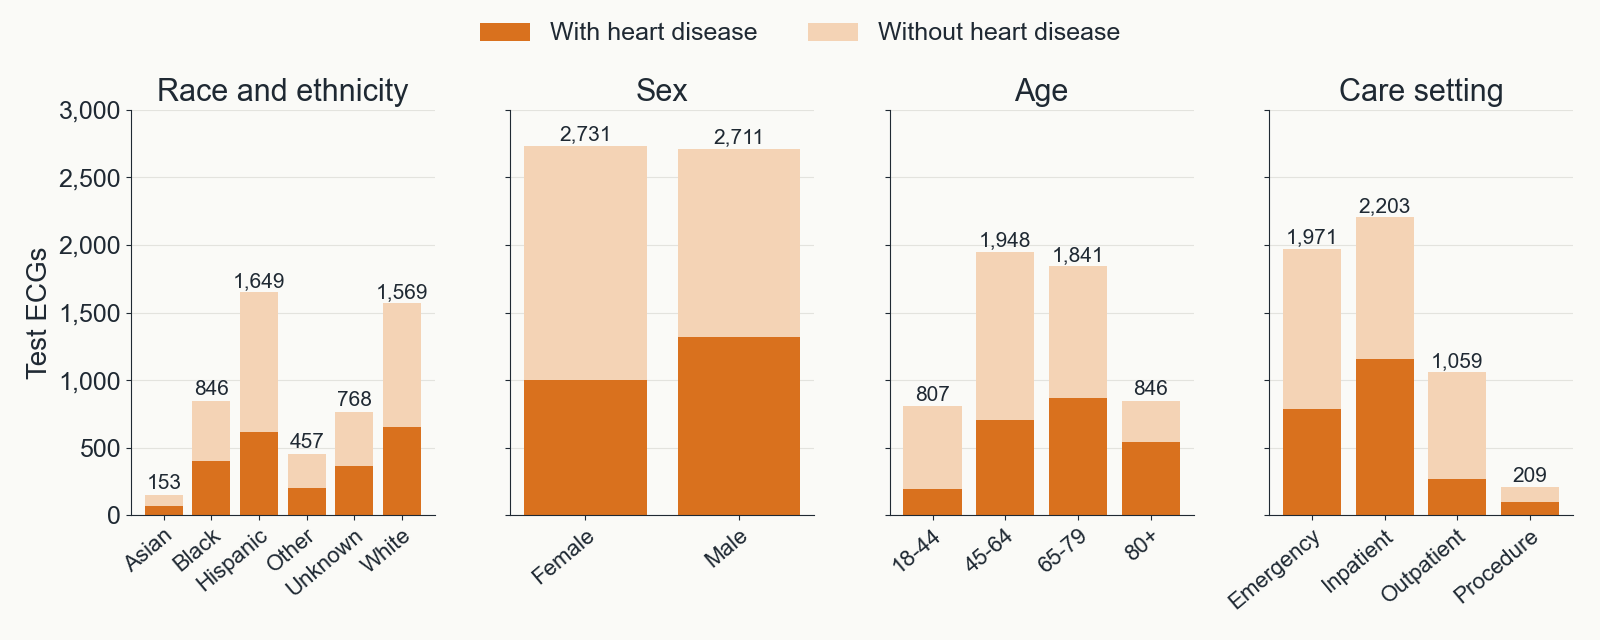 With heart disease
Without heart disease
Race and ethnicity
Sex
Age
Care setting
Test ECGs
3,000
2,500
2,000
1,500
1,000
500
0
153
846
1,649
457
768
1,569
Asian
Black
Hispanic
Other
Unknown
White
2,731
2,711
Female
Male
807
1,948
1,841
846
18-44
45-64
65-79
80+
1,971
2,203
1,059
209
Emergency
Inpatient
Outpatient
Procedure